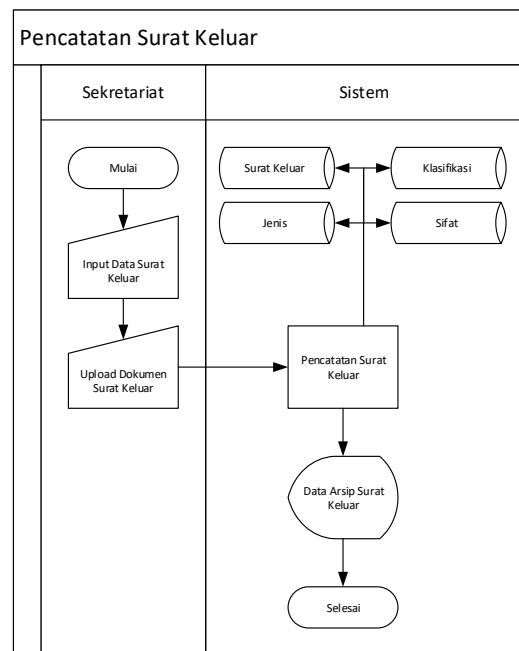 Pencatatan Surat Keluar
Sekretariat
Sistem
Mulai
Input Data Surat
Keluar
Upload Dokumen
Surat Keluar
Surat Keluar
Klasifikasi
Jenis
Sifat
Pencatatan Surat
Keluar
Data Arsip Surat
Keluar
Selesai